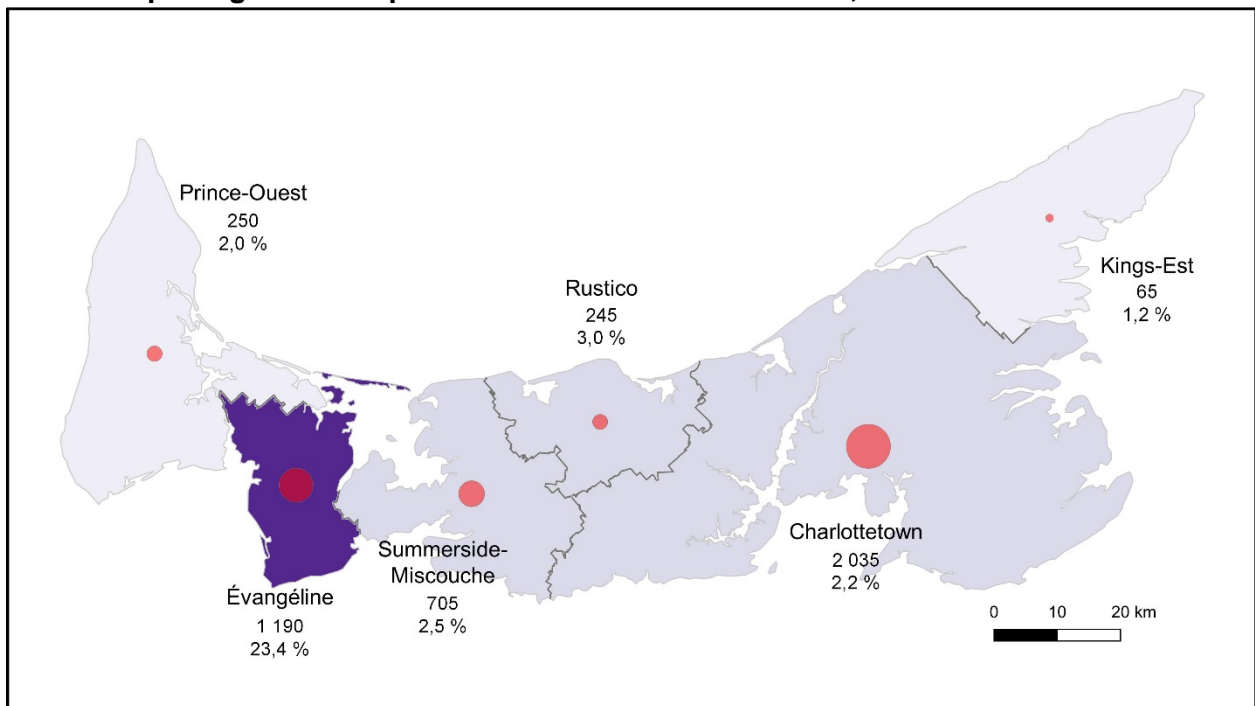 Prince-Ouest
250
2,0 %
Rustico
245
3,0 %
Kings-Est
65
1,2 %
Évangéline
1 190
23,4 %
Summerside-
Miscouche
705
2,5 %
Charlottetown
2 035
2,2 %
0 10 20 km